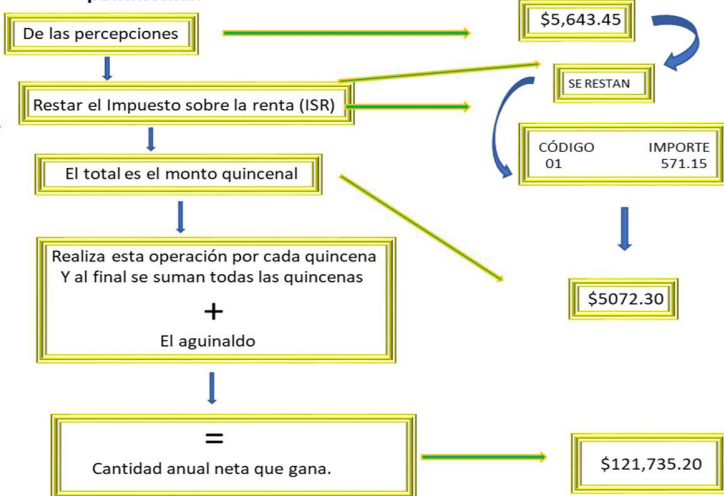 De las percepciones
$5,643.45
SE RESTAN
Restar el Impuesto sobre la renta (ISR)
CÓDIGO IMPORTE
01 571.15
El total es el monto quincenal
Realiza esta operación por cada quincena
Y al final se suman todas las quincenas
+
El aguinaldo
$5072.30
=
Cantidad anual neta que gana.
$121,735.20